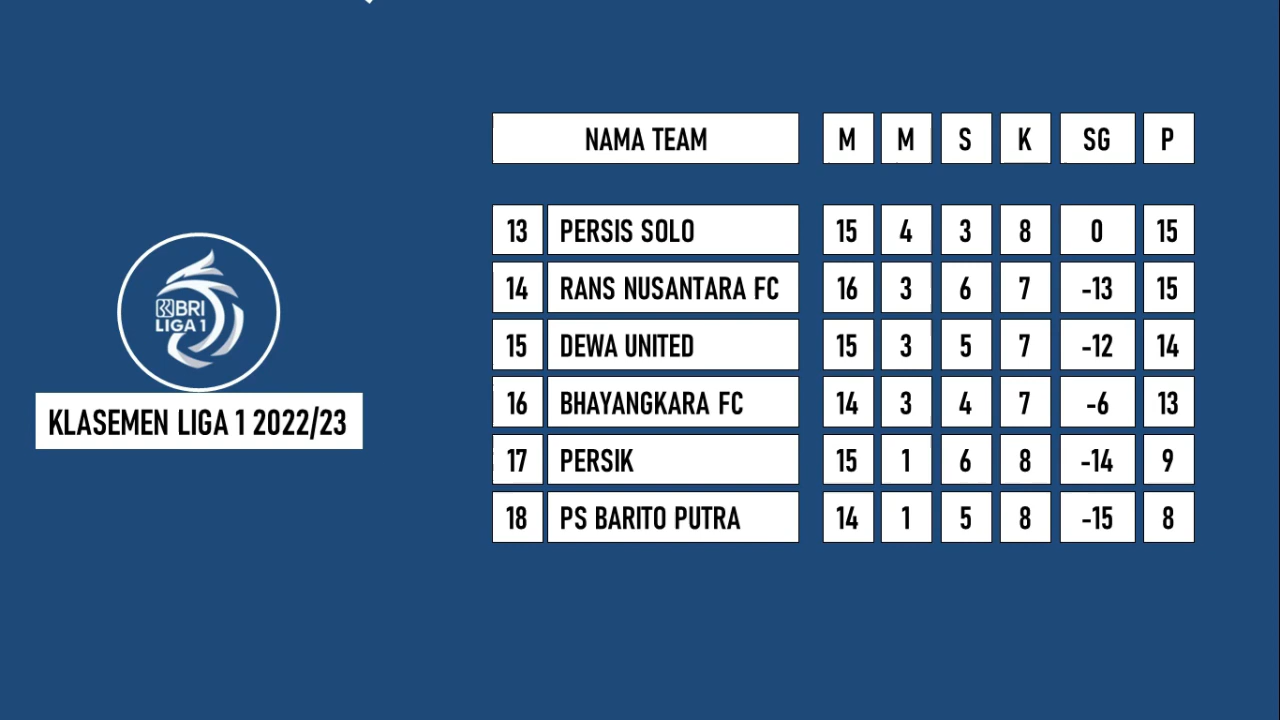 NAMA TEAM M M S K SG P
13 PERSIS SOLO 15 4 3 8 0 15
14 RANS NUSANTARA FC 16 3 6 7 -13 15
15 DEWA UNITED 15 3 5 7 -12 14
16 BHAYANGKARA FC 14 3 4 7 -6 13
17 PERSIK 15 1 6 8 -14 9
18 PS BARITO PUTRA 14 1 5 8 -15 8
BRI
LIGA 1
KLASEMEN LIGA 1 2022/23